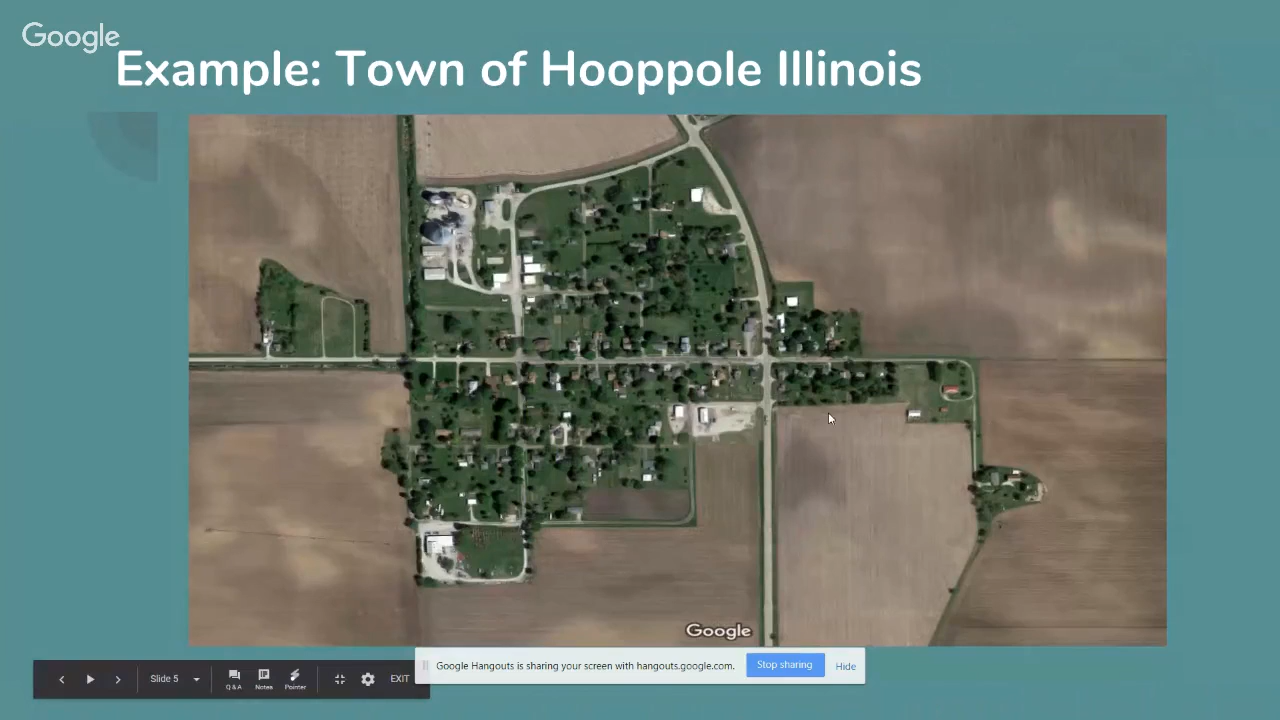 Google
Example: Town of Hooppole Illinois
Google
Google Hangouts is sharing your screen with hangouts.google.com.
Stop sharing
Hide
Slide 5
Q & A
Notes
Pointer
EXIT